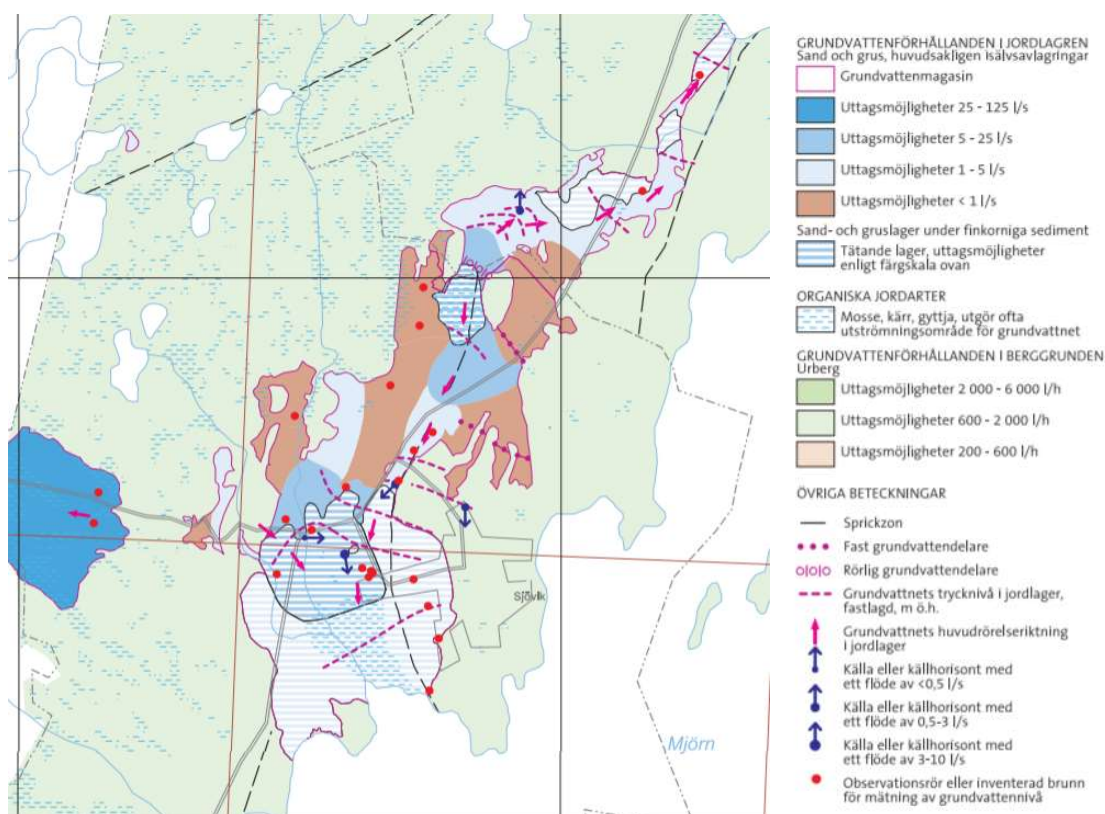 GRUNDVATTENFÖRHÅLLANDEN I JORDLAGREN
Sand och grus, huvudsakligen isälvsavlagringar
Grundvattenmagasin
Uttagsmöjligheter 25 - 125 l/s
Uttagsmöjligheter 5 - 25 l/s
Uttagsmöjligheter 1 - 5 l/s
Uttagsmöjligheter < 1 l/s
Sand- och gruslager under finkorniga sediment
Tätande lager, uttagsmöjligheter
enligt färgskala ovan
ORGANISKA JORDARTER
Mosse, kärr, gyttja, utgör ofta
utströmningsområde för grundvattnet
GRUNDVATTENFÖRHÅLLANDEN I BERGGRUNDEN
Urberg
Uttagsmöjligheter 2 000 - 6 000 l/h
Uttagsmöjligheter 600 - 2 000 l/h
Uttagsmöjligheter 200 - 600 l/h
ÖVRIGA BETECKNINGAR
Sprickzon
Fast grundvattendelare
Rörlig grundvattendelare
Grundvattnets trycknivå i jordlager,
fastlagd, m ö.h.
Grundvattnets huvudrörelseriktning
i jordlager
Källa eller källhorisont med
ett flöde av <0,5 l/s
Källa eller källhorisont med
ett flöde av 0,5-3 l/s
Källa eller källhorisont med
ett flöde av 3-10 l/s
Observationsrör eller inventerad brunn
för mätning av grundvattennivå
Sjövik
Mjörn